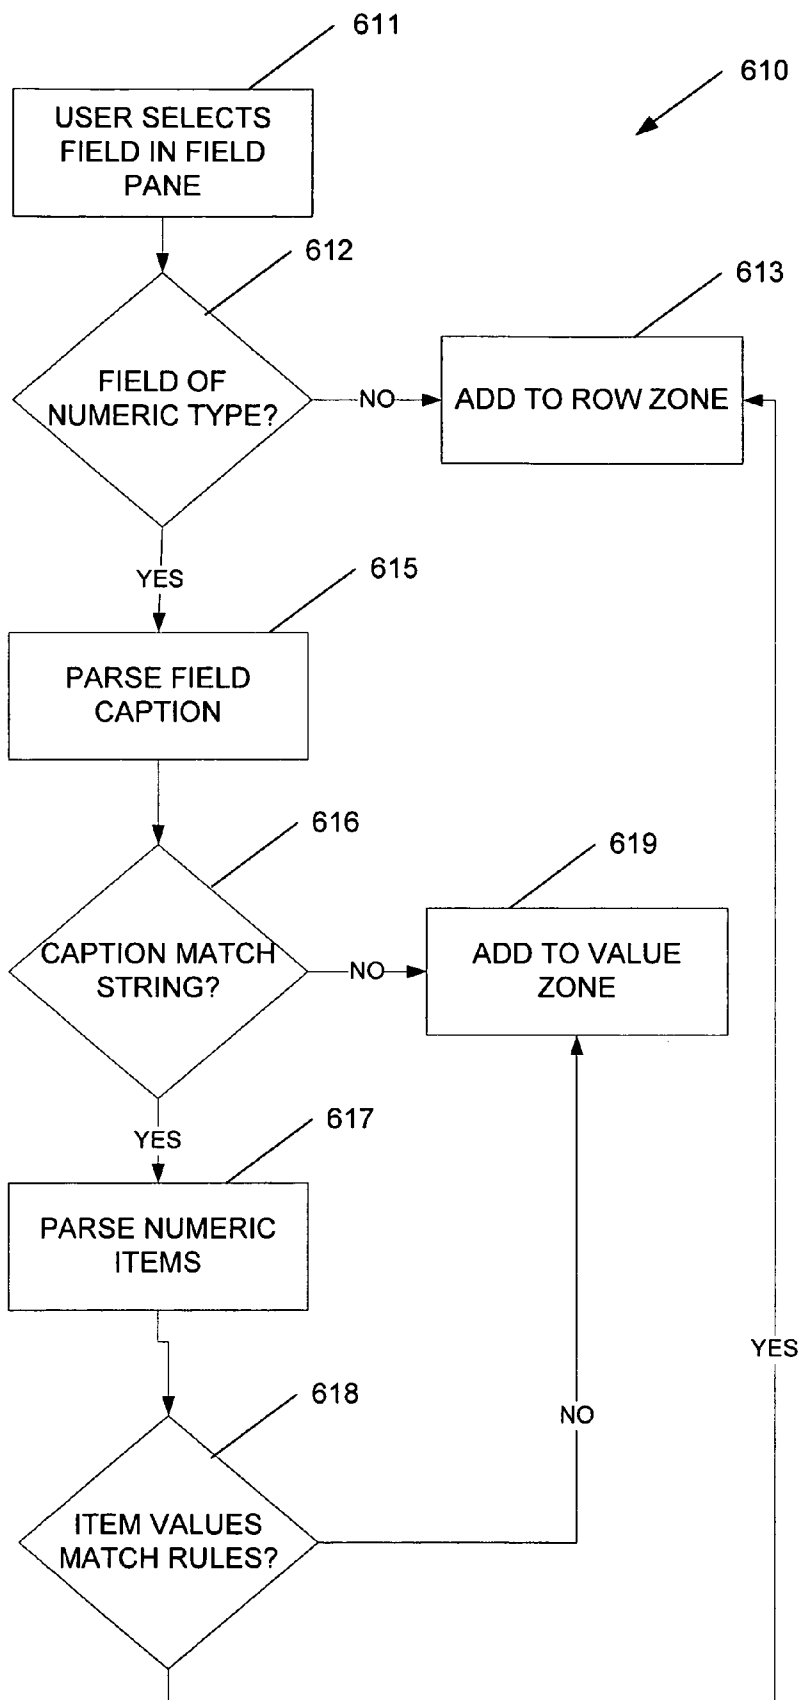 611
610
USER SELECTS
FIELD IN FIELD
PANE
612
613
FIELD OF
NUMERIC TYPE?
NO
ADD TO ROW ZONE
YES
615
PARSE FIELD
CAPTION
616
619
CAPTION MATCH
STRING?
NO
ADD TO VALUE
ZONE
YES
617
PARSE NUMERIC
ITEMS
YES
618
NO
ITEM VALUES
MATCH RULES?